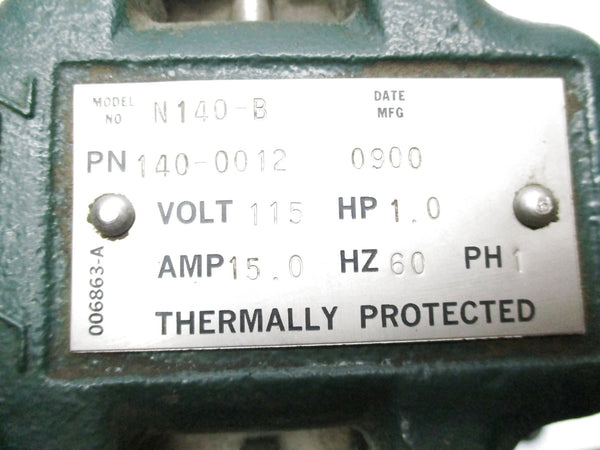 MODEL NO N140-B DATE MFG
PN 140-0012 0900
VOLT 115 HP 1.0
AMP 15.0 HZ 60 PH 1
THERMALLY PROTECTED
006863-A